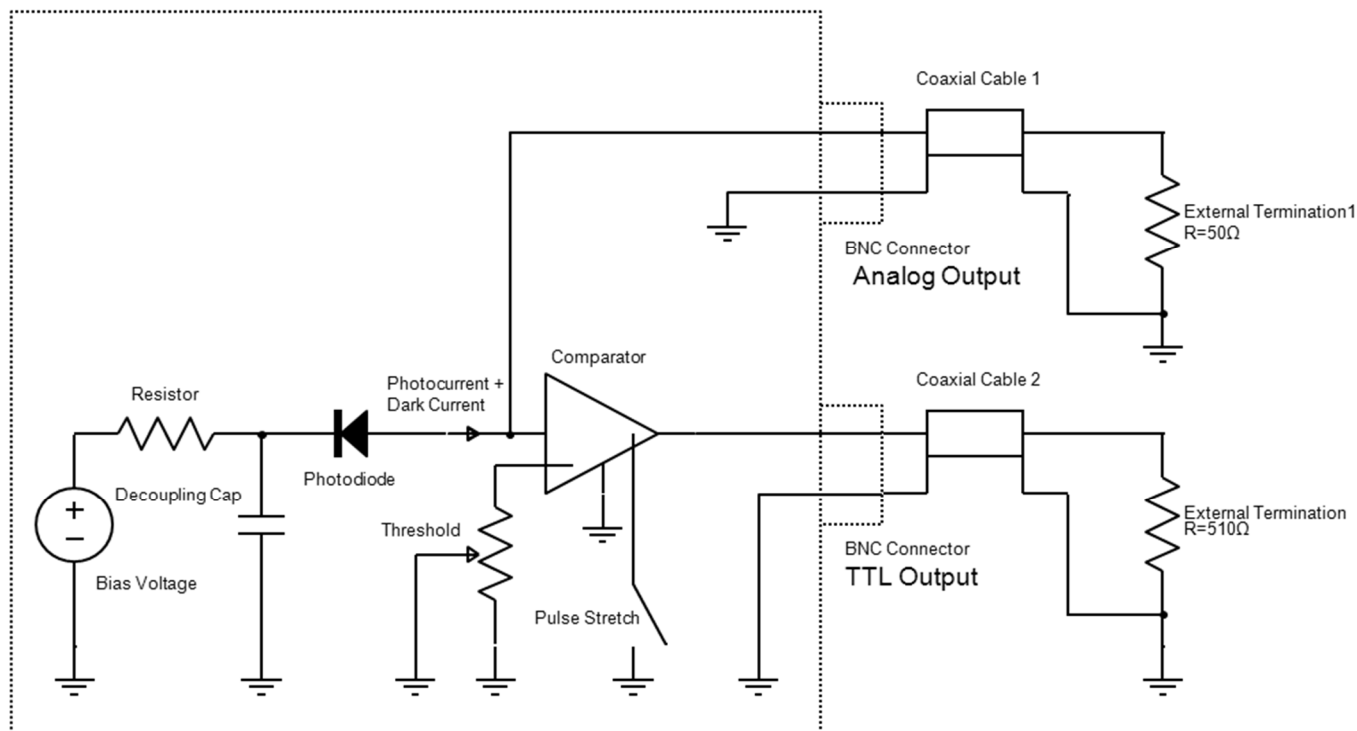 Coaxial Cable 1
External Termination1
R=50Ω
BNC Connector
Analog Output
Comparator
Coaxial Cable 2
Photocurrent +
Dark Current
Resistor
Photodiode
Decoupling Cap
+
−
Threshold
External Termination
R=510Ω
BNC Connector
TTL Output
Bias Voltage
Pulse Stretch